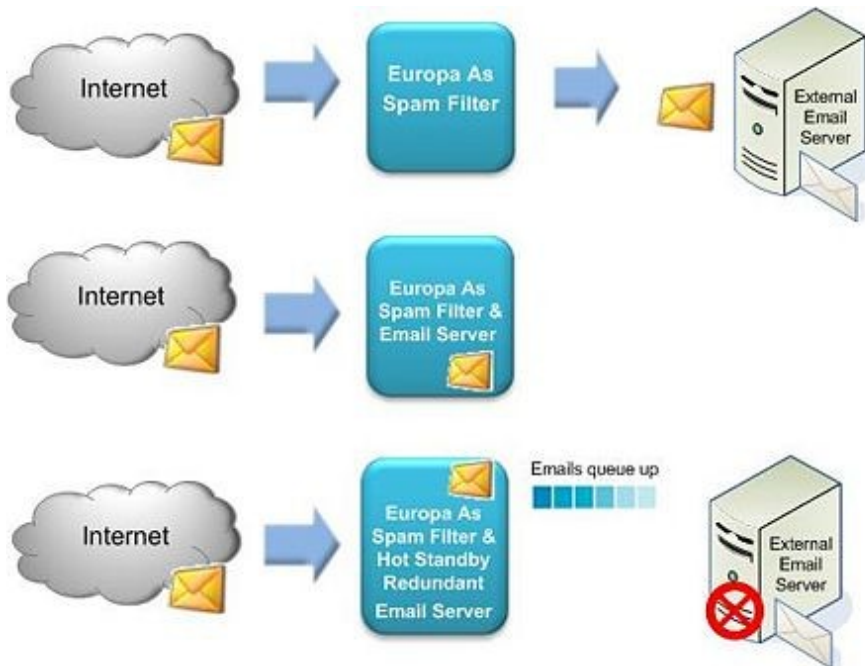 Internet
Europa As
Spam Filter
External
Email
Server
Internet
Europa As
Spam Filter &
Email Server
Internet
Europa As
Spam Filter &
Hot Standby
Redundant
Email Server
Emails queue up
External
Email
Server